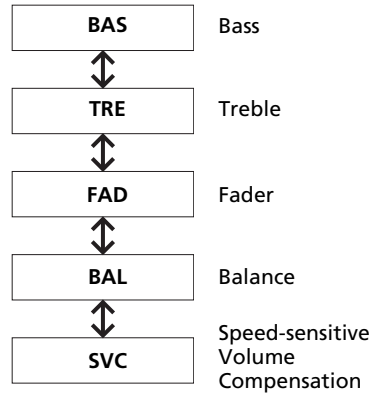 BAS Bass
TRE Treble
FAD Fader
BAL Balance
SVC Speed-sensitive
Volume
Compensation